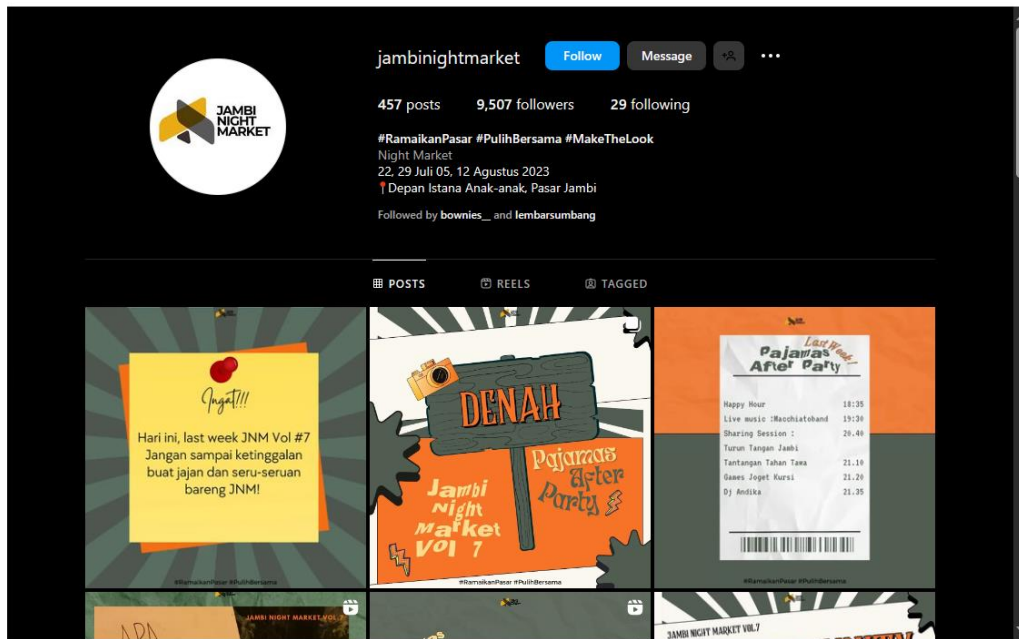 JAMBI
NIGHT
MARKET
jambinightmarket
Follow
Message
457 posts 9,507 followers 29 following
#RamaikanPasar #PulihBersama #MakeTheLook
Night Market
22, 29 Juli 05, 12 Agustus 2023
Depan Istana Anak-anak, Pasar Jambi
Followed by bownies__ and lembarsumbang
POSTS REELS TAGGED
Ingat!!!
Hari ini, last week JNM Vol #7
Jangan sampai ketinggalan
buat jajan dan seru-seruan
bareng JNM!
#RamaikanPasar #PulihBersama
DENAH
Pajamas
After
Party
Jambi
Night
Market
Vol 7
#RamaikanPasar #PulihBersama
Last Week!
Pajamas
After Party
Happy Hour 18:35
Live music :Macchiatoband 19:30
Sharing Session : 20.40
Turun Tangan Jambi
Tantangan Tahan Tawa 21.10
Games Joget Kursi 21.20
Dj Andika 21.35
#RamaikanPasar #PulihBersama
APA
JAMBI NIGHT MARKET VOL.7
JAMBI NIGHT MARKET VOL.7